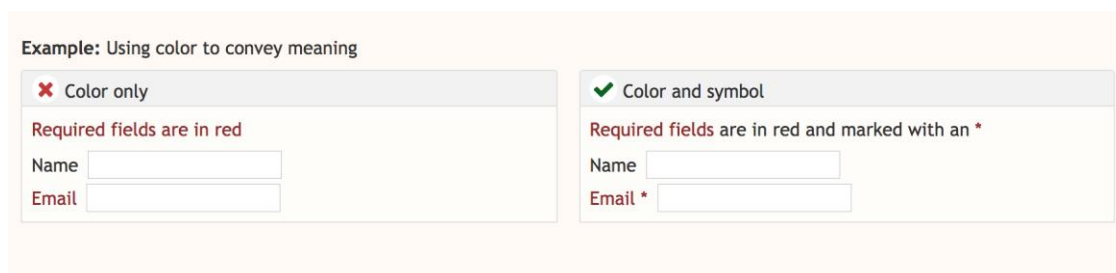 Example: Using color to convey meaning
Color only
Required fields are in red
Name
Email
Color and symbol
Required fields are in red and marked with an *
Name
Email *